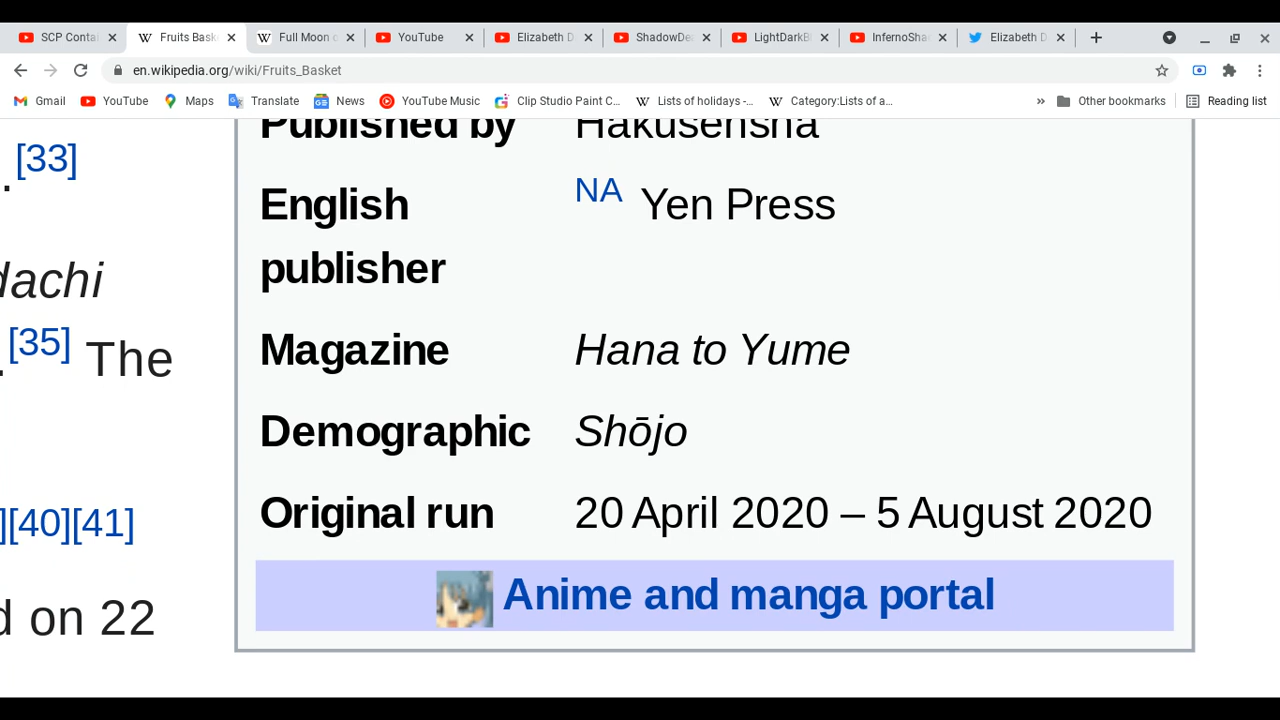 SCP Conta
Fruits Bask
Full Moon o
YouTube
Elizabeth D
ShadowDea
LightDarkB
InfernoSha
Elizabeth D
en.wikipedia.org/wiki/Fruits_Basket
Gmail
YouTube
Maps
Translate
News
YouTube Music
Clip Studio Paint C...
Lists of holidays -...
Category:Lists of a...
»
Other bookmarks
Reading list
.[33]
dachi
.[35] The
][40][41]
d on 22
Published by Hakusensha
English publisher NA Yen Press
Magazine Hana to Yume
Demographic Shōjo
Original run 20 April 2020 – 5 August 2020
Anime and manga portal